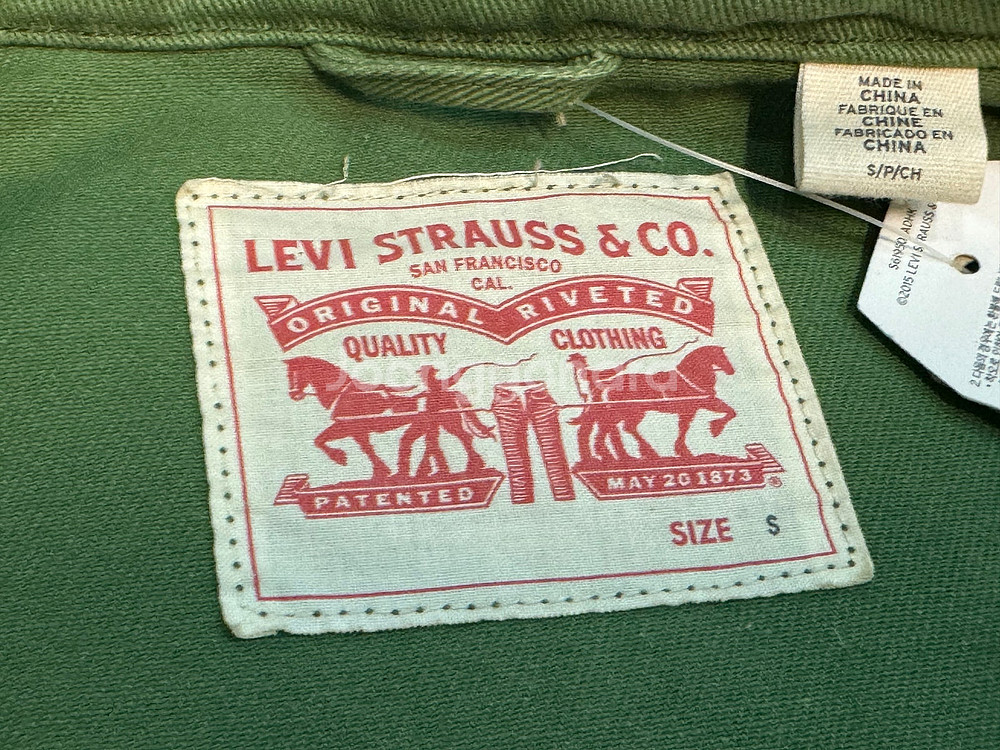 LEVI STRAUSS & CO.
SAN FRANCISCO
CAL.
ORIGINAL RIVETED
QUALITY CLOTHING
PATENTED
MAY 20 1873
®
SIZE S
MADE IN
CHINA
FABRIQUE EN
CHINE
FABRICADO EN
CHINA
S/P/CH
©2015 LEVI S RAUSS &